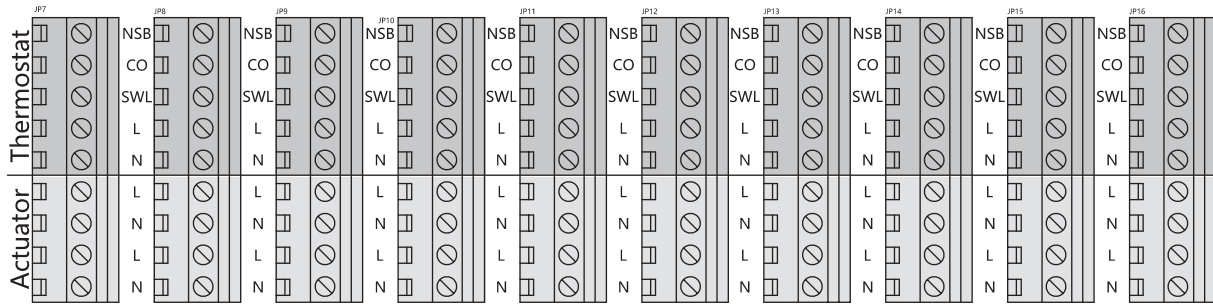 JP7 JP8 JP9 JP10 JP11 JP12 JP13 JP14 JP15 JP16
Thermostat
NSB NSB NSB NSB NSB NSB NSB NSB NSB
CO CO CO CO CO CO CO CO CO
SWL SWL SWL SWL SWL SWL SWL SWL SWL
L L L L L L L L L
N N N N N N N N N
Actuator
L L L L L L L L L
N N N N N N N N N
L L L L L L L L L
N N N N N N N N N